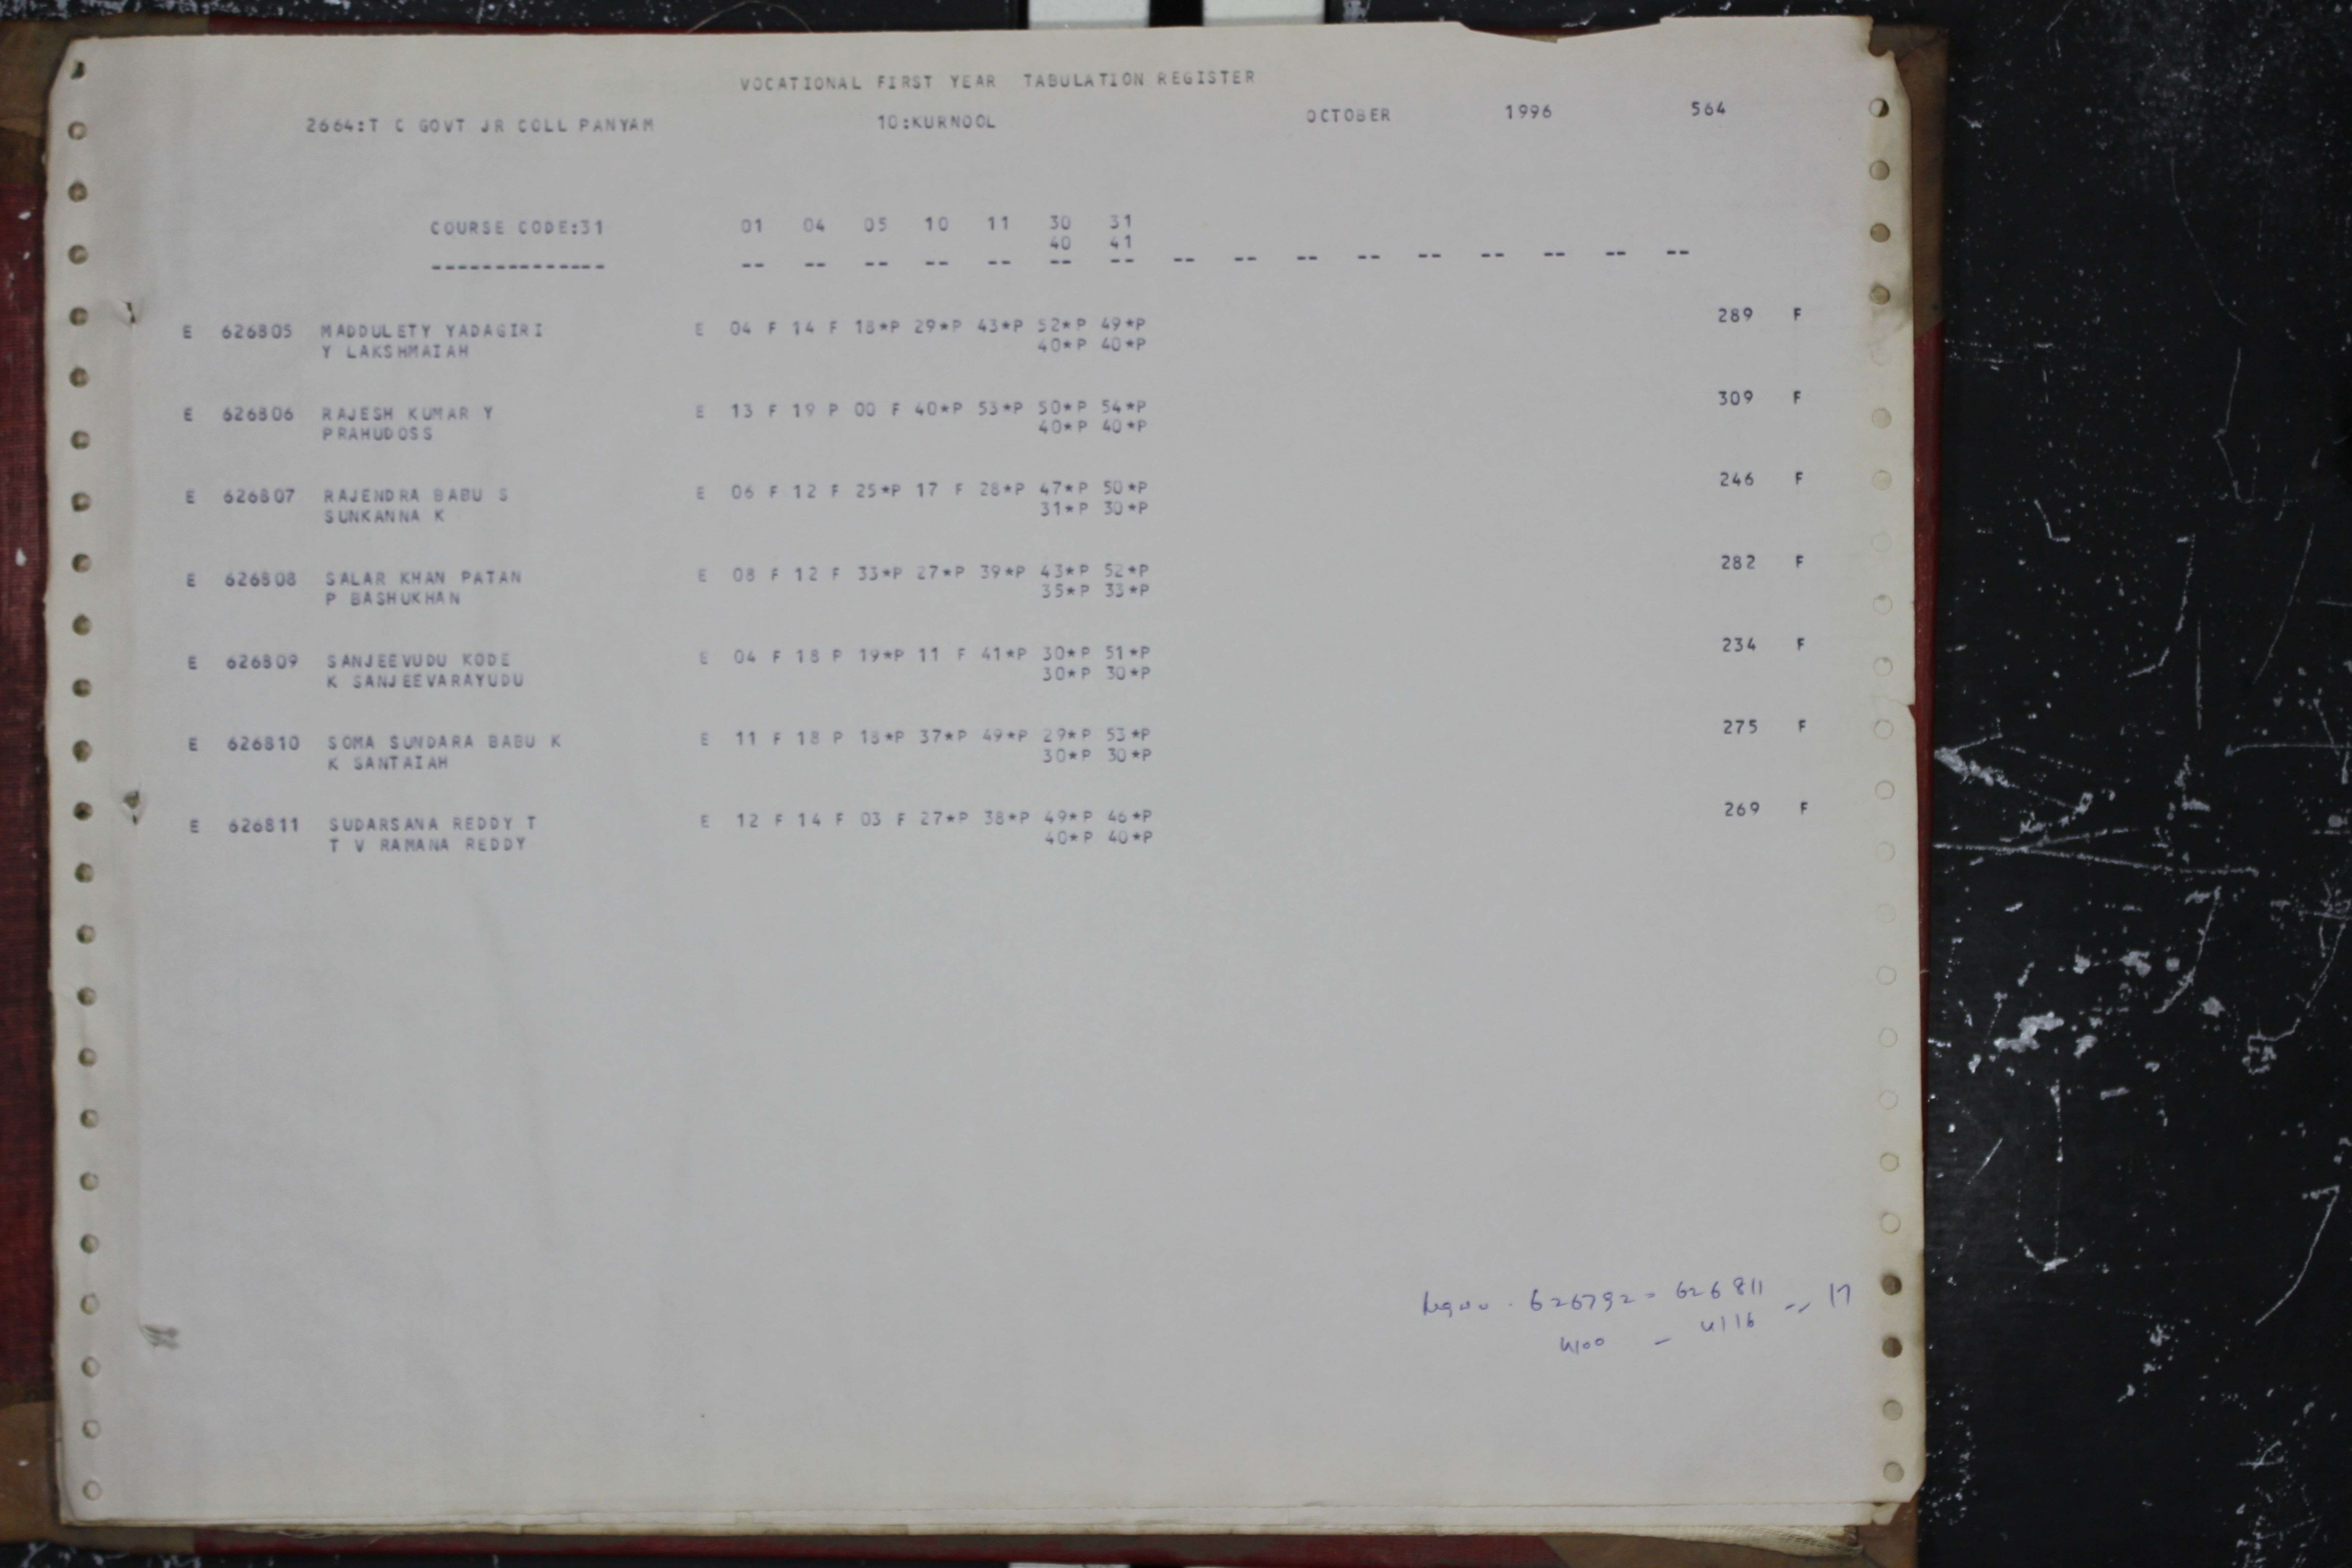 VOCATIONAL FIRST YEAR TABULATION REGISTER
2664:T C GOVT JR COLL PANYAM 10:KURNOOL OCTOBER 1996 564
COURSE CODE:31 01 04 05 10 11 30 31
40 41
-------------- -- -- -- -- -- -- -- -- -- -- -- -- -- -- -- --
E 626805 MADDULETY YADAGIRI E 04 F 14 F 18*P 29*P 43*P 52*P 49*P 289 F
Y LAKSHMAIAH 40*P 40*P
E 626806 RAJESH KUMAR Y E 13 F 19 P 00 F 40*P 53*P 50*P 54*P 309 F
PRAHUDOSS 40*P 40*P
E 626807 RAJENDRA BABU S E 06 F 12 F 25*P 17 F 28*P 47*P 50*P 246 F
SUNKANNA K 31*P 30*P
E 626808 SALAR KHAN PATAN E 08 F 12 F 33*P 27*P 39*P 43*P 52*P 282 F
P BASHUKHAN 35*P 33*P
E 626809 SANJEEVUDU KODE E 04 F 18 P 19*P 11 F 41*P 30*P 51*P 234 F
K SANJEEVARAYUDU 30*P 30*P
E 626810 SOMA SUNDARA BABU K E 11 F 18 P 18*P 37*P 49*P 29*P 53*P 275 F
K SANTAIAH 30*P 30*P
E 626811 SUDARSANA REDDY T E 12 F 14 F 03 F 27*P 38*P 49*P 46*P 269 F
T V RAMANA REDDY 40*P 40*P
626792 - 626811 17
4100 - 4116